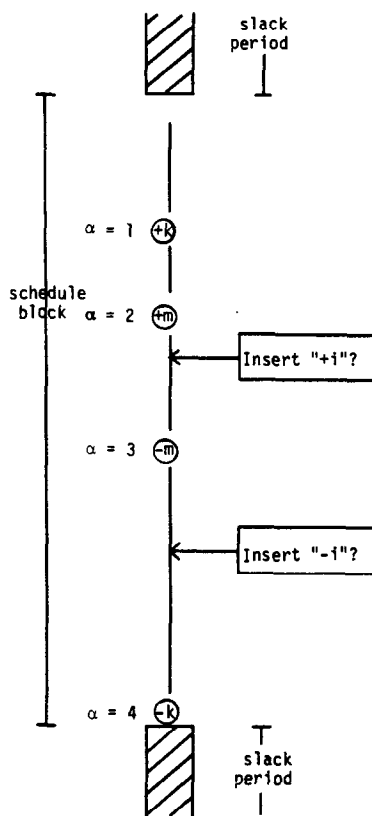 slack
period
α = 1 +k
schedule
block
α = 2 +m
Insert "+i"?
α = 3 -m
Insert "-i"?
α = 4 -k
slack
period